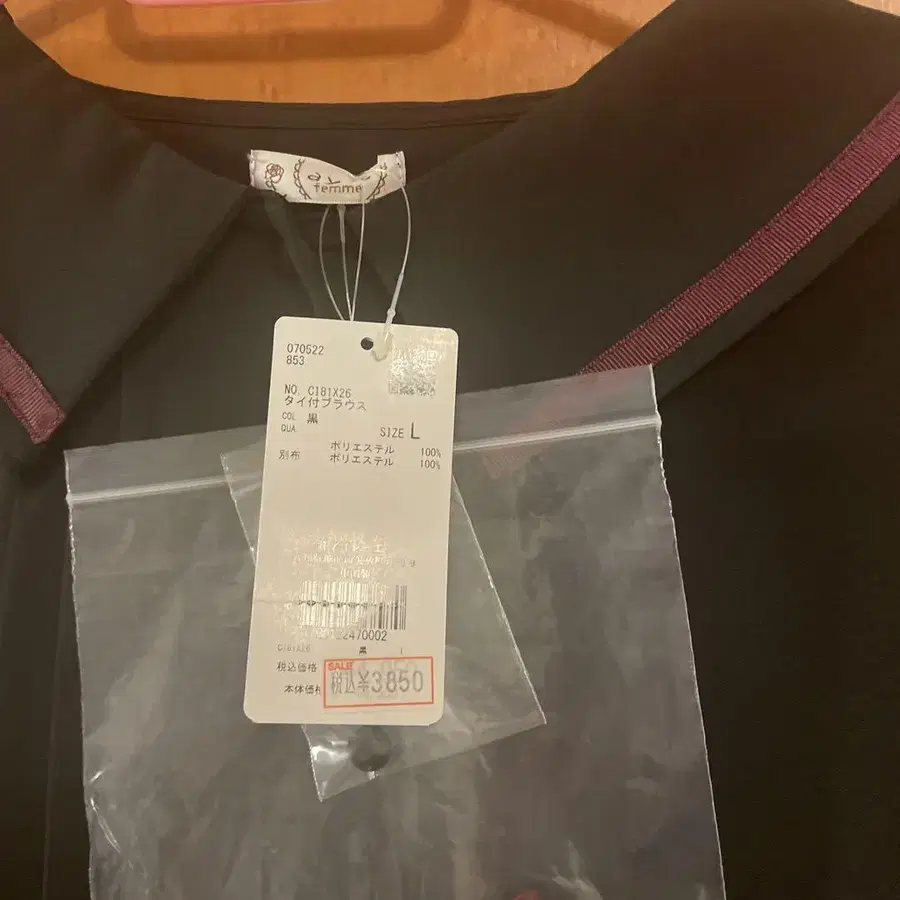 femme
070522
853
NO. CI81X26
タイ付ブラウス
COL 黒
QUA.
SIZE L
ポリエステル 100%
別布 ポリエステル 100%
CI81X26 黒 L
税込価格
SALE
税込¥3850
本体価格